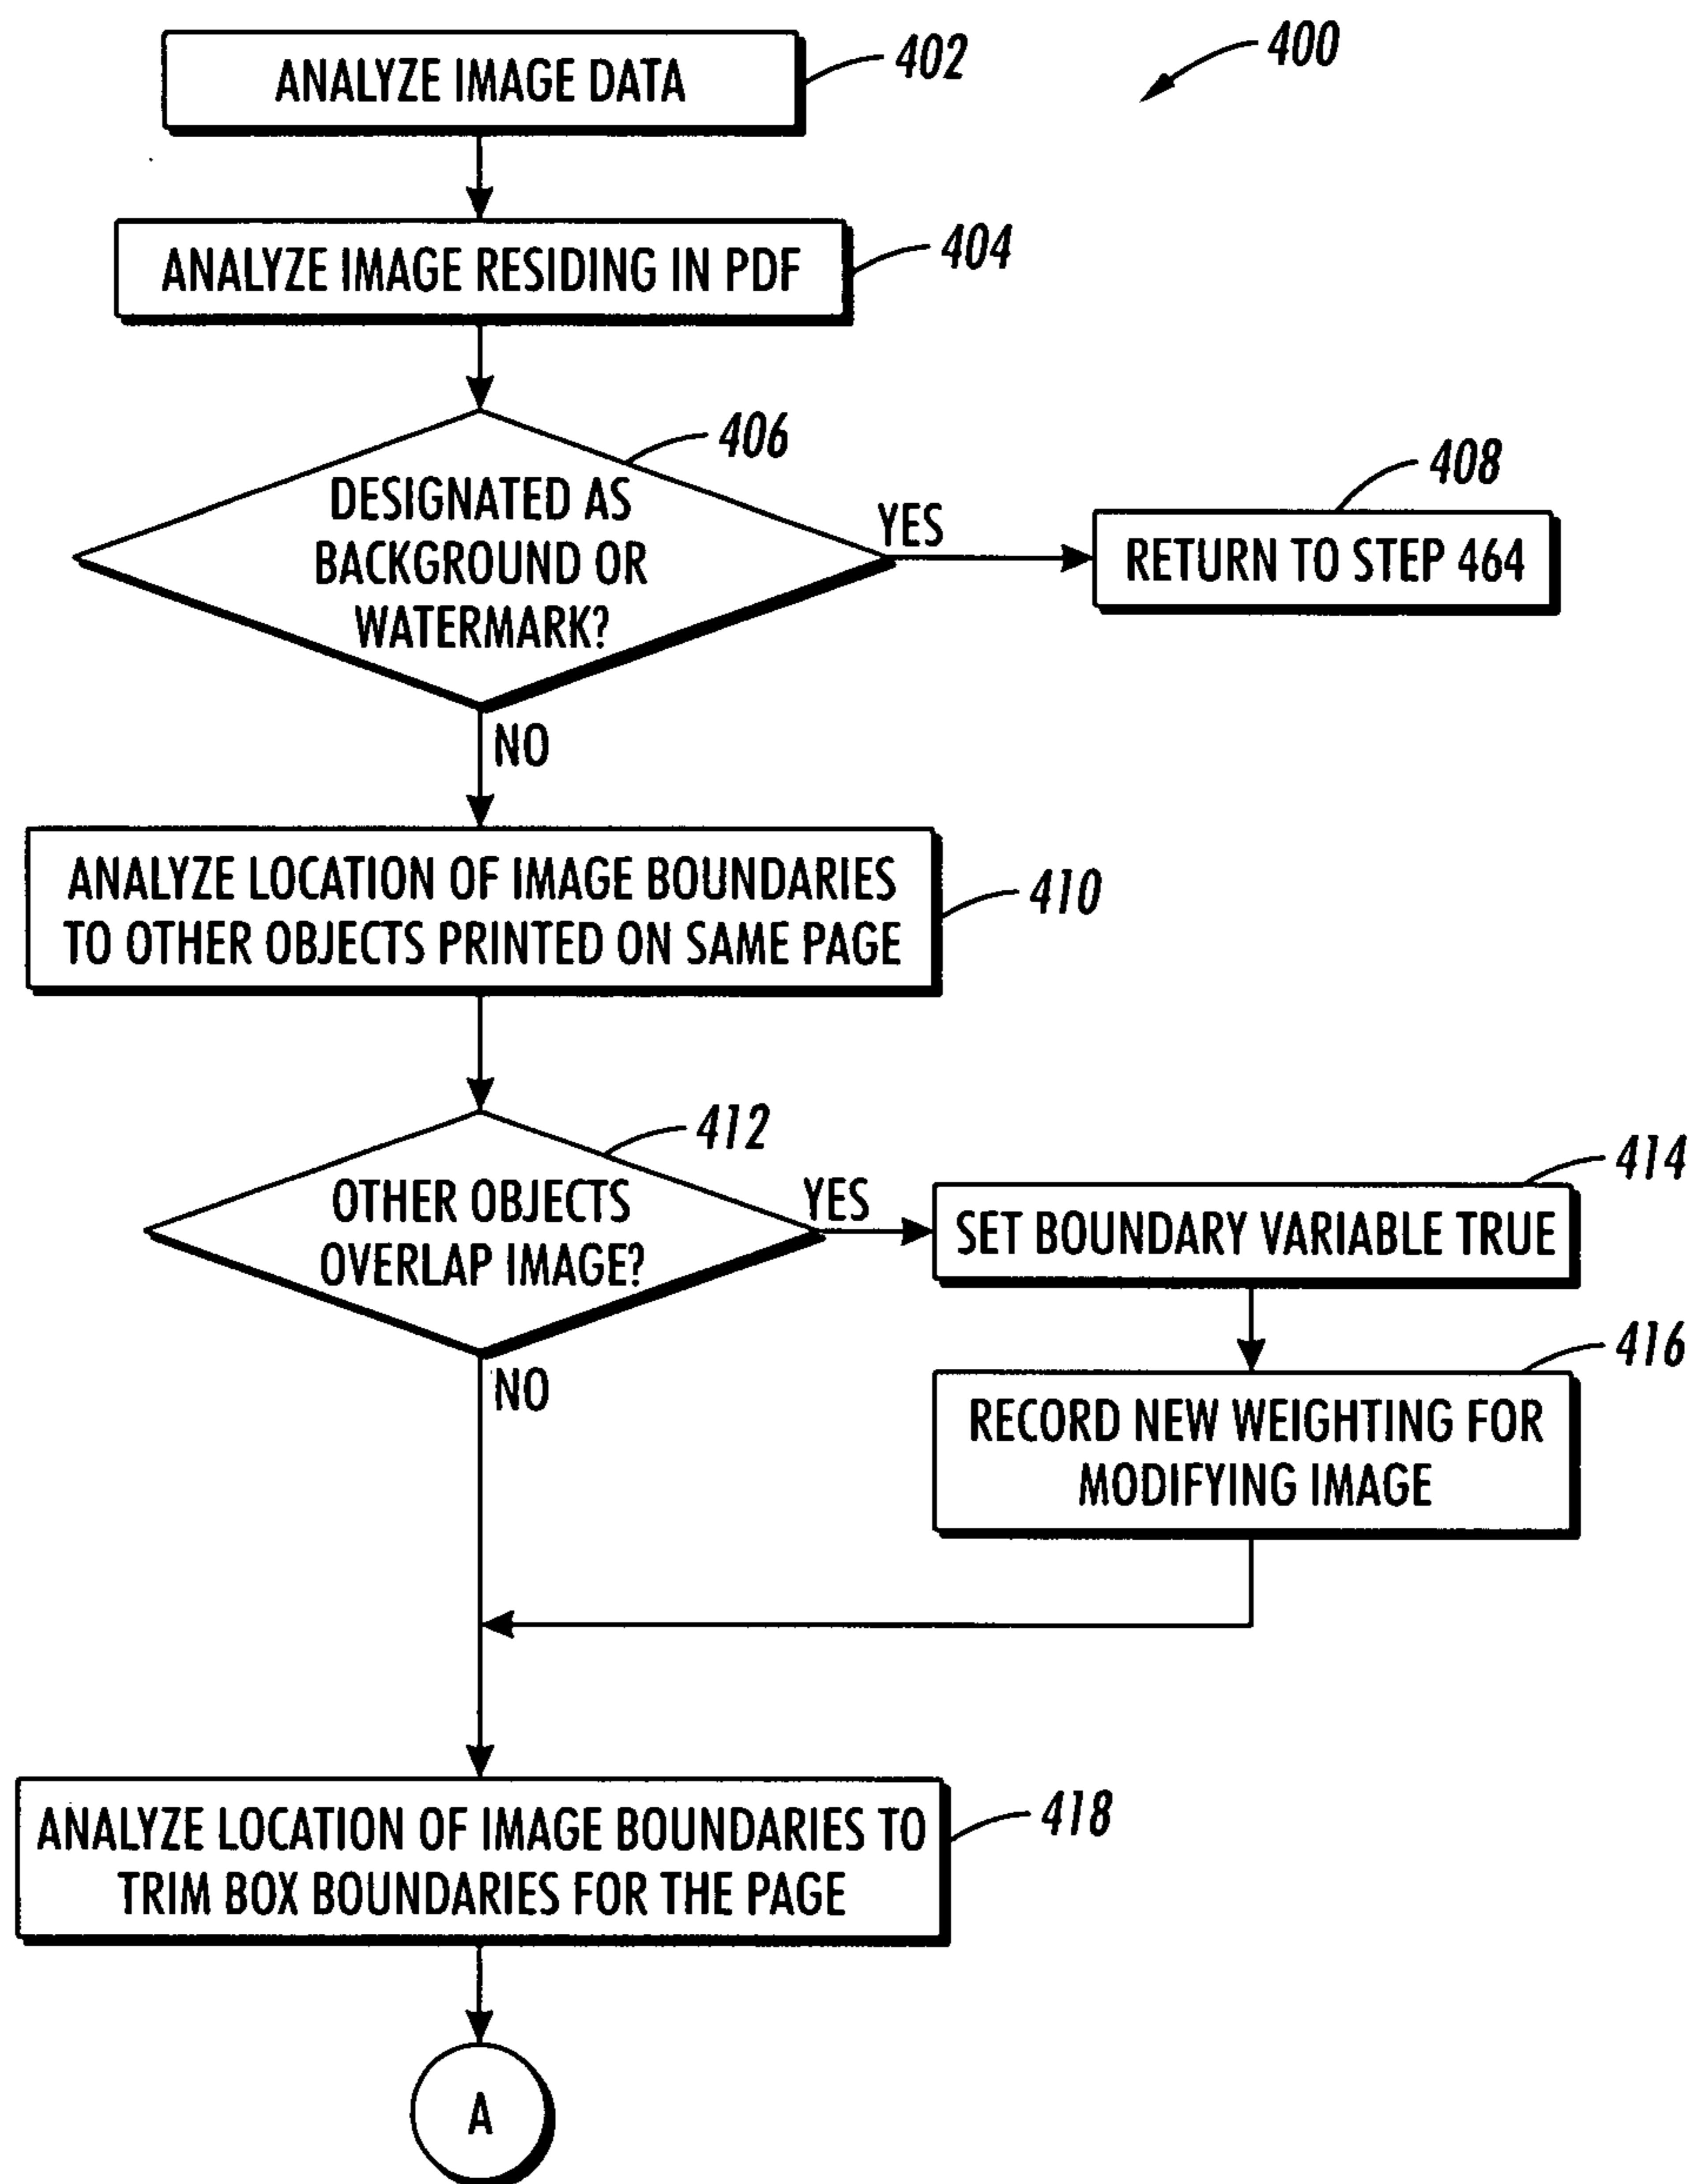 400
ANALYZE IMAGE DATA
402
ANALYZE IMAGE RESIDING IN PDF
404
406
DESIGNATED AS
BACKGROUND OR
WATERMARK?
YES
408
RETURN TO STEP 464
NO
ANALYZE LOCATION OF IMAGE BOUNDARIES
TO OTHER OBJECTS PRINTED ON SAME PAGE
410
412
OTHER OBJECTS
OVERLAP IMAGE?
YES
414
SET BOUNDARY VARIABLE TRUE
416
RECORD NEW WEIGHTING FOR
MODIFYING IMAGE
NO
ANALYZE LOCATION OF IMAGE BOUNDARIES TO
TRIM BOX BOUNDARIES FOR THE PAGE
418
A